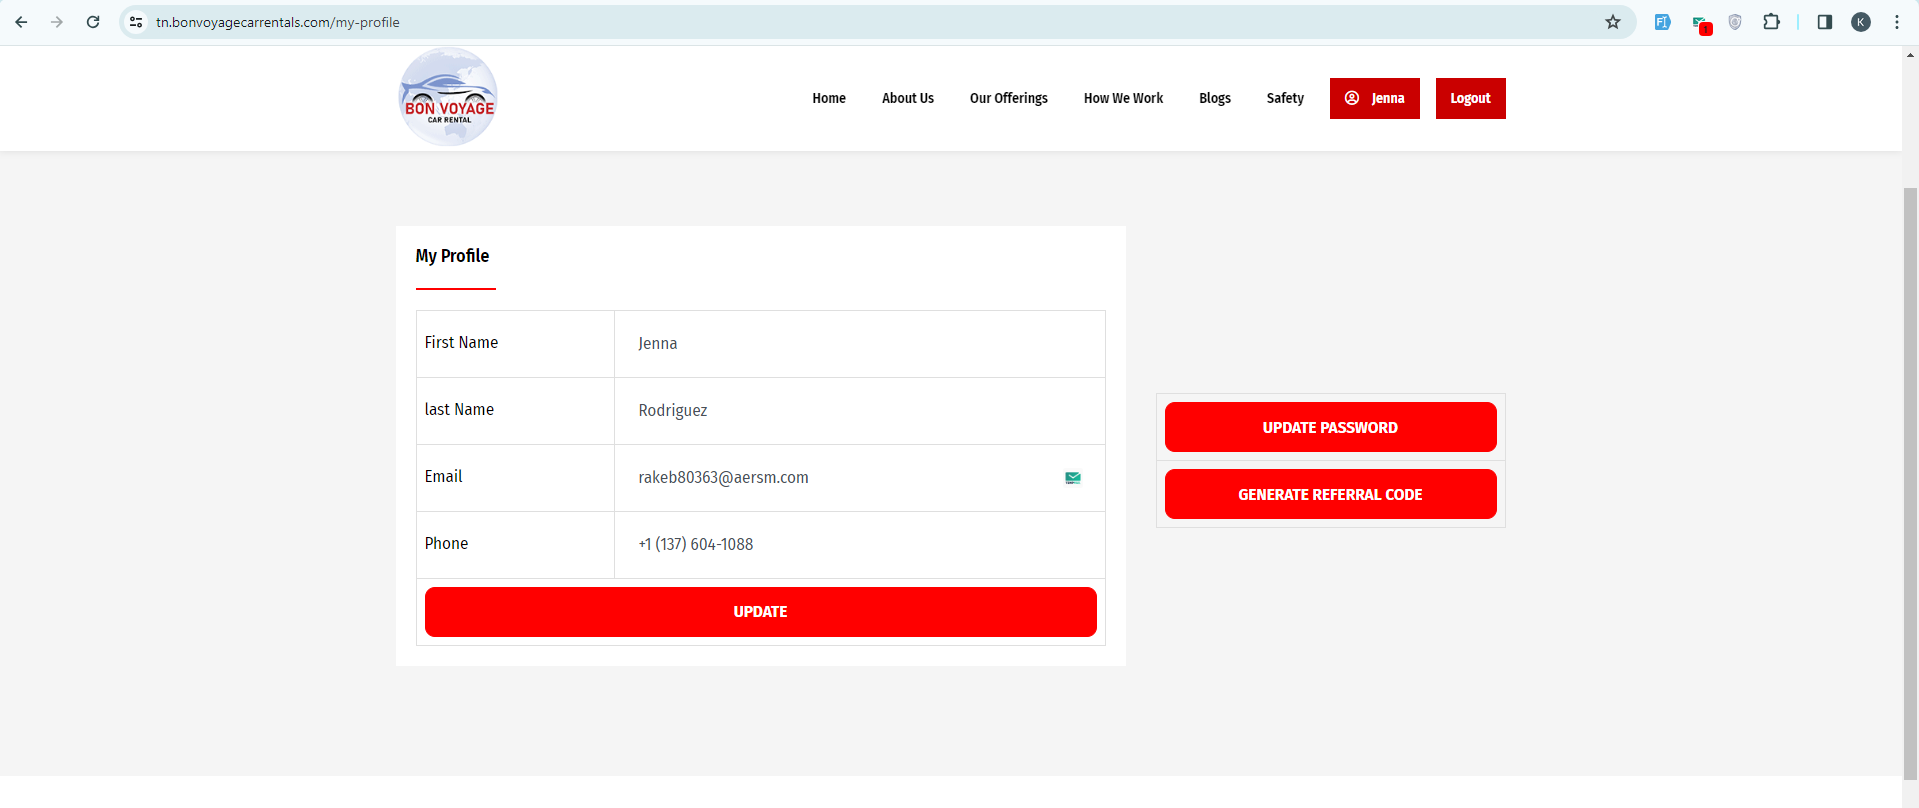 tn.bonvoyagecarrentals.com/my-profile
K
BON VOYAGE
CAR RENTAL
Home
About Us
Our Offerings
How We Work
Blogs
Safety
Jenna
Logout
My Profile
First Name
Jenna
last Name
Rodriguez
Email
rakeb80363@aersm.com
Phone
+1 (137) 604-1088
UPDATE
UPDATE PASSWORD
GENERATE REFERRAL CODE